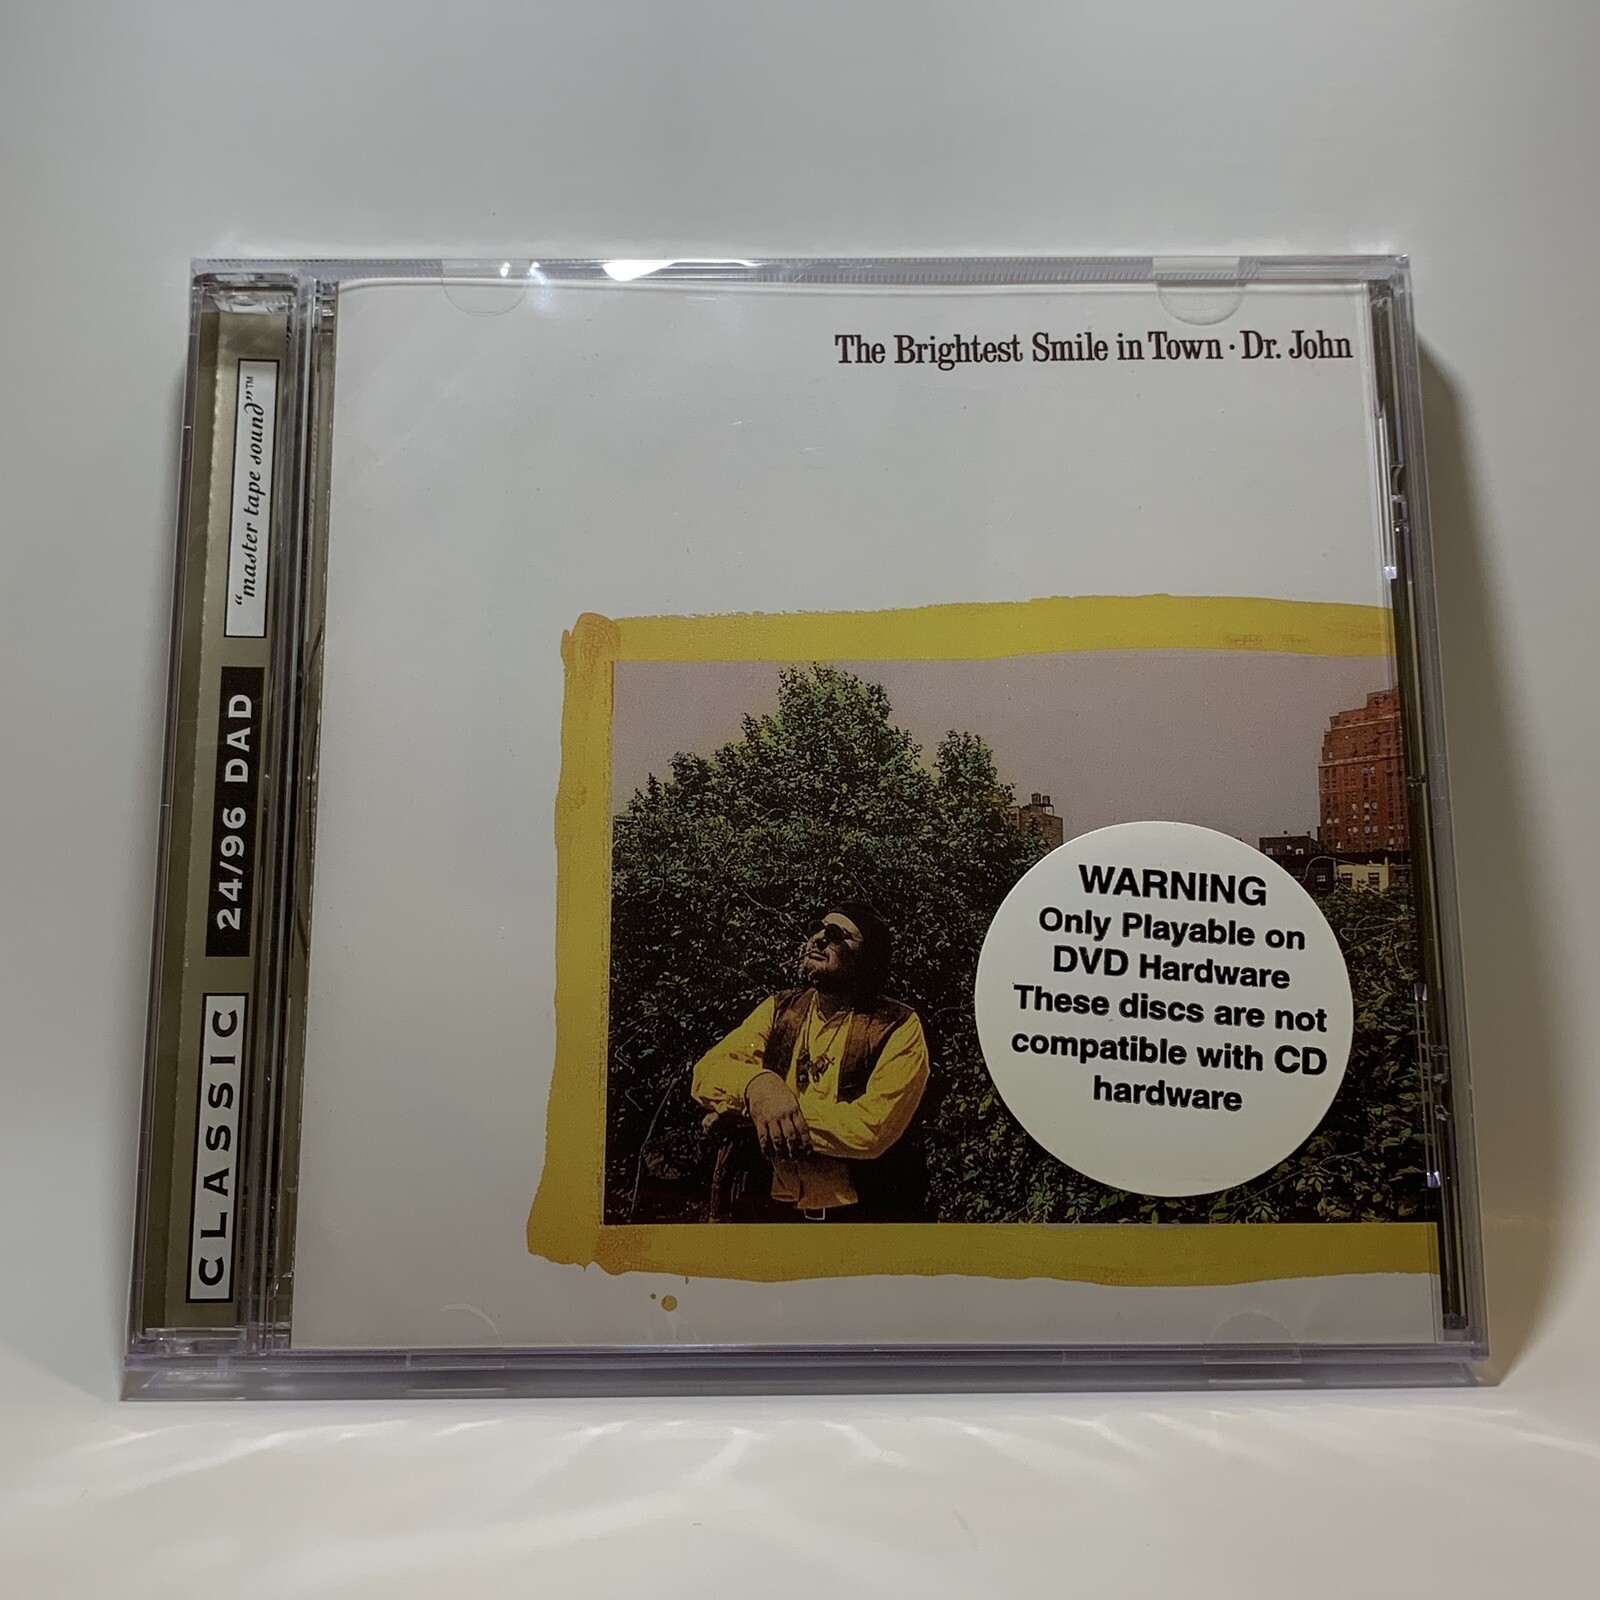 The Brightest Smile in Town · Dr. John
"master tape sound"™
24/96 DAD
CLASSIC
WARNING
Only Playable on
DVD Hardware
These discs are not
compatible with CD
hardware